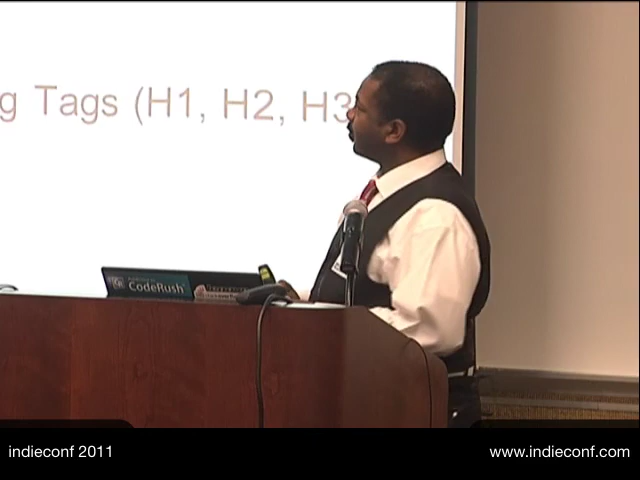 g Tags (H1, H2, H3
CodeRush
indieconf 2011
www.indieconf.com